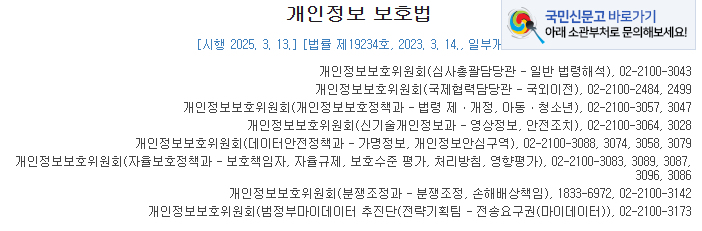 개인정보 보호법
국민신문고 바로가기
아래 소관부처로 문의해보세요!
[시행 2025. 3. 13.] [법률 제19234호, 2023. 3. 14., 일부개
개인정보보호위원회(심사총괄담당관 - 일반 법령해석), 02-2100-3043
개인정보보호위원회(국제협력담당관 - 국외이전), 02-2100-2484, 2499
개인정보보호위원회(개인정보보호정책과 - 법령 제·개정, 아동·청소년), 02-2100-3057, 3047
개인정보보호위원회(신기술개인정보과 - 영상정보, 안전조치), 02-2100-3064, 3028
개인정보보호위원회(데이터안전정책과 - 가명정보, 개인정보안심구역), 02-2100-3088, 3074, 3058, 3079
개인정보보호위원회(자율보호정책과 - 보호책임자, 자율규제, 보호수준 평가, 처리방침, 영향평가), 02-2100-3083, 3089, 3087,
3096, 3086
개인정보보호위원회(분쟁조정과 - 분쟁조정, 손해배상책임), 1833-6972, 02-2100-3142
개인정보보호위원회(범정부마이데이터 추진단(전략기획팀 - 전송요구권(마이데이터)), 02-2100-3173